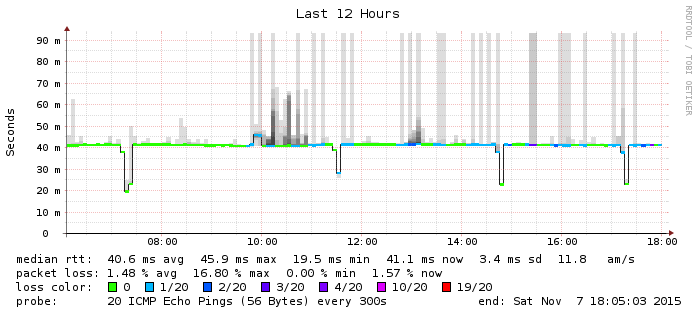 Last 12 Hours
RRDTOOL / TOBI OETIKER
Seconds
90 m
80 m
70 m
60 m
50 m
40 m
30 m
20 m
10 m
0
08:00 10:00 12:00 14:00 16:00 18:00
median rtt: 40.6 ms avg 45.9 ms max 19.5 ms min 41.1 ms now 3.4 ms sd 11.8 am/s
packet loss: 1.48 % avg 16.80 % max 0.00 % min 1.57 % now
loss color: 0 1/20 2/20 3/20 4/20 10/20 19/20
probe: 20 ICMP Echo Pings (56 Bytes) every 300s end: Sat Nov 7 18:05:03 2015